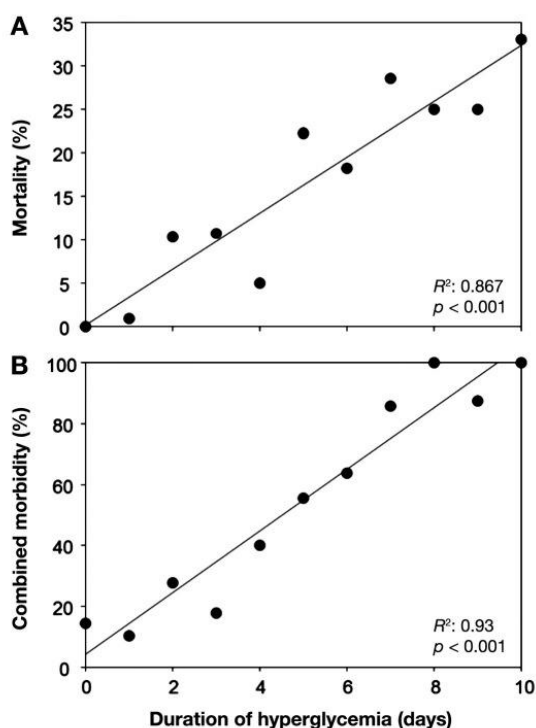 A
35
30
25
20
15
10
5
0
Mortality (%)
R²: 0.867
p < 0.001
B
100
80
60
40
20
0
Combined morbidity (%)
R²: 0.93
p < 0.001
0 2 4 6 8 10
Duration of hyperglycemia (days)